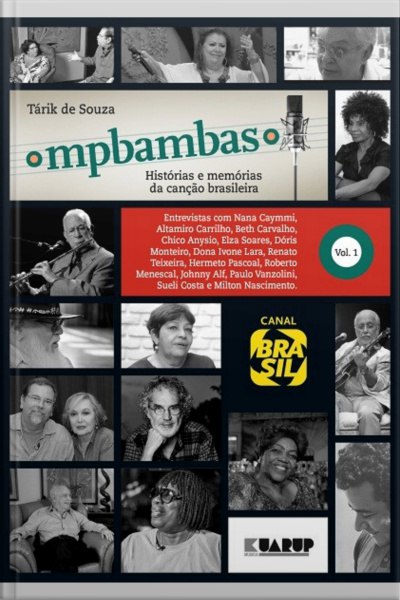 Tárik de Souza
mpbambas
Histórias e memórias
da canção brasileira
Entrevistas com Nana Caymmi,
Altamiro Carrilho, Beth Carvalho,
Chico Anysio, Elza Soares, Dóris
Monteiro, Dona Ivone Lara, Renato
Teixeira, Hermeto Pascoal, Roberto
Menescal, Johnny Alf, Paulo Vanzolini,
Sueli Costa e Milton Nascimento.
Vol. 1
CANAL
BRA
SIL
KUARUP